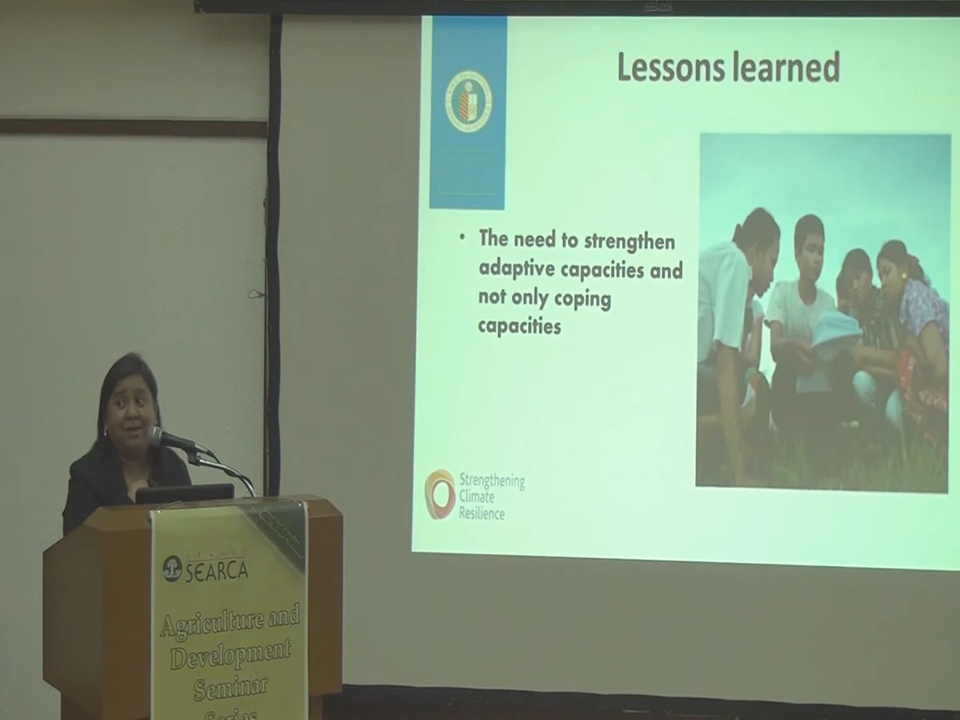 Lessons learned
• The need to strengthen
adaptive capacities and
not only coping
capacities
Strengthening
Climate
Resilience
SEARCA
Agriculture and
Development
Seminar
Series